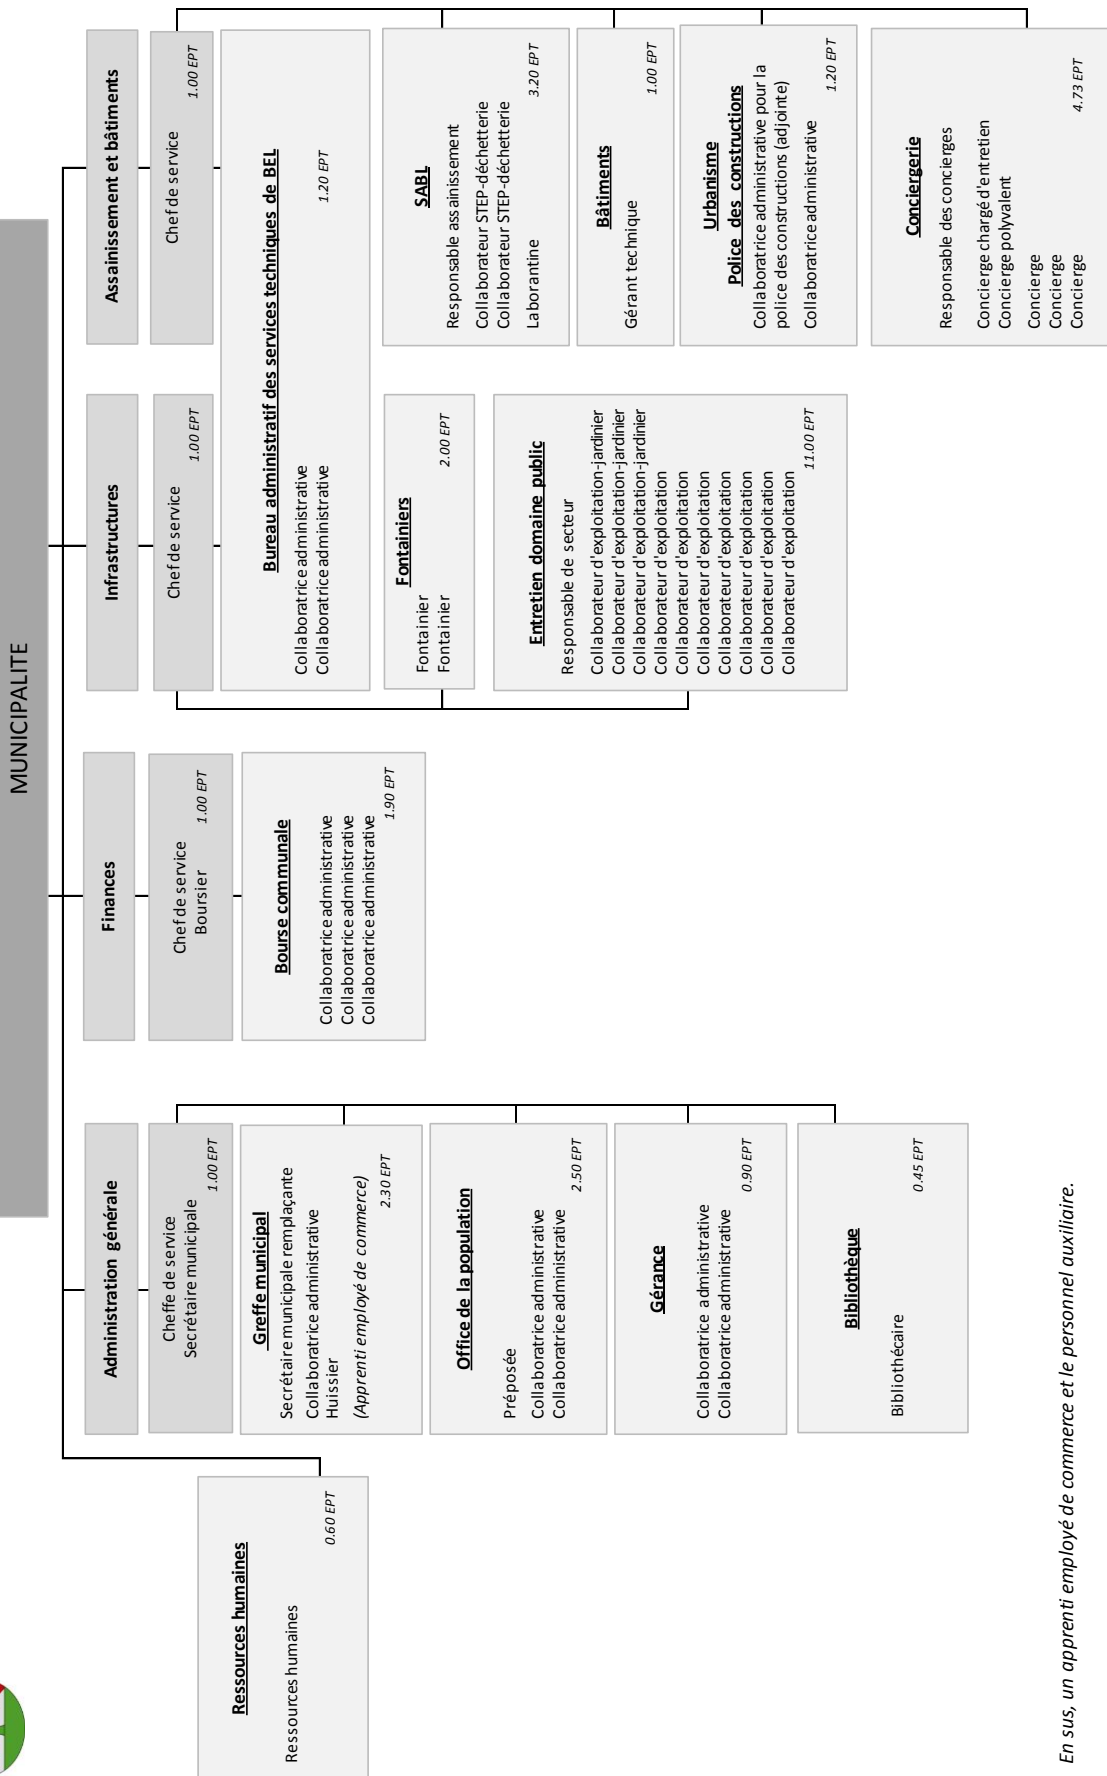 MUNICIPALITE
Ressources humaines
Ressources humaines
0.60 EPT
Administration générale
Cheffe de service
Secrétaire municipale
1.00 EPT
Greffe municipal
Secrétaire municipale remplaçante
Collaboratrice administrative
Huissier
(Apprenti employé de commerce)
2.30 EPT
Office de la population
Préposée
Collaboratrice administrative
Collaboratrice administrative
2.50 EPT
Gérance
Collaboratrice administrative
Collaboratrice administrative
0.90 EPT
Bibliothèque
Bibliothécaire
0.45 EPT
Finances
Chef de service
Boursier
1.00 EPT
Bourse communale
Collaboratrice administrative
Collaboratrice administrative
Collaboratrice administrative
1.90 EPT
Infrastructures
Chef de service
1.00 EPT
Assainissement et bâtiments
Chef de service
1.00 EPT
Bureau administratif des services techniques de BEL
Collaboratrice administrative
Collaboratrice administrative
1.20 EPT
Fontainiers
Fontainier
Fontainier
2.00 EPT
Entretien domaine public
Responsable de secteur
Collaborateur d'exploitation-jardinier
Collaborateur d'exploitation-jardinier
Collaborateur d'exploitation-jardinier
Collaborateur d'exploitation
Collaborateur d'exploitation
Collaborateur d'exploitation
Collaborateur d'exploitation
Collaborateur d'exploitation
Collaborateur d'exploitation
Collaborateur d'exploitation
11.00 EPT
SABL
Responsable assainissement
Collaborateur STEP-déchetterie
Collaborateur STEP-déchetterie
Laborantine
3.20 EPT
Bâtiments
Gérant technique
1.00 EPT
Urbanisme
Police des constructions
Collaboratrice administrative pour la
police des constructions (adjointe)
Collaboratrice administrative
1.20 EPT
Conciergerie
Responsable des concierges
Concierge chargé d'entretien
Concierge polyvalent
Concierge
Concierge
Concierge
4.73 EPT
En sus, un apprenti employé de commerce et le personnel auxiliaire.